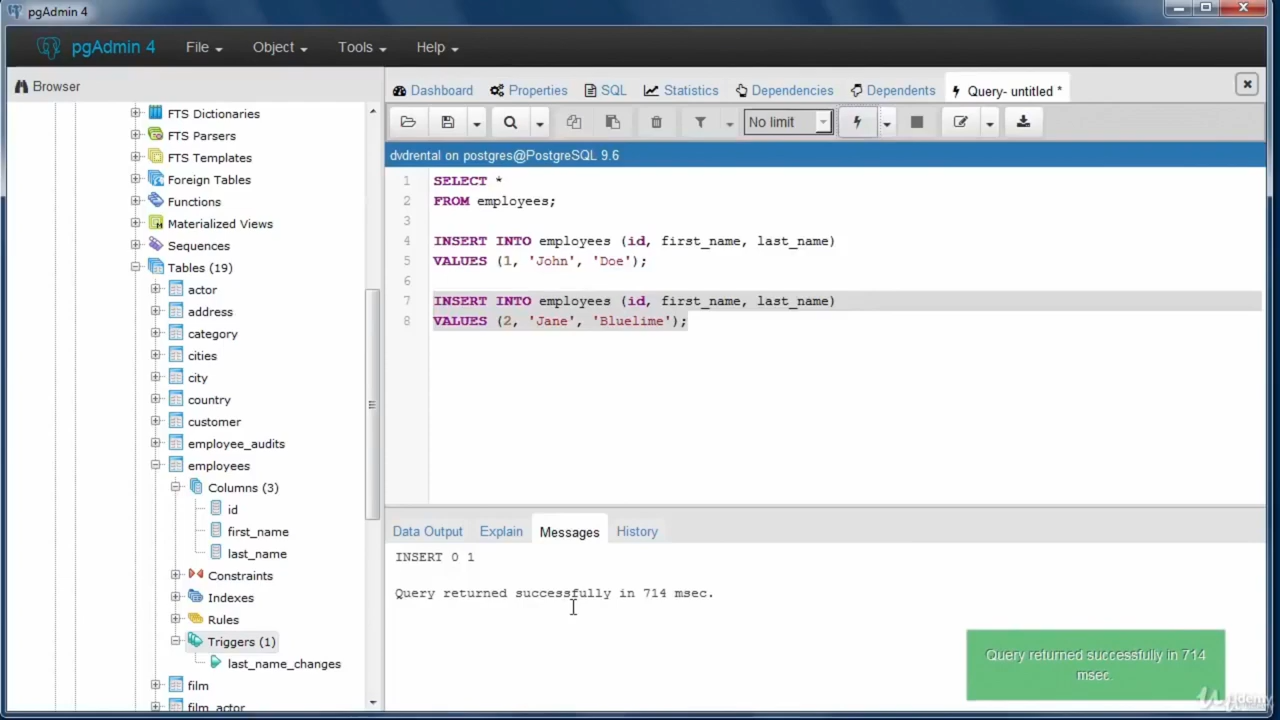 pgAdmin 4
pgAdmin 4 File Object Tools Help
Browser
FTS Dictionaries
FTS Parsers
FTS Templates
Foreign Tables
Functions
Materialized Views
Sequences
Tables (19)
actor
address
category
cities
city
country
customer
employee_audits
employees
Columns (3)
id
first_name
last_name
Constraints
Indexes
Rules
Triggers (1)
last_name_changes
film
film_actor
Dashboard Properties SQL Statistics Dependencies Dependents Query- untitled *
No limit
dvdrental on postgres@PostgreSQL 9.6
1 SELECT *
2 FROM employees;
3
4 INSERT INTO employees (id, first_name, last_name)
5 VALUES (1, 'John', 'Doe');
6
7 INSERT INTO employees (id, first_name, last_name)
8 VALUES (2, 'Jane', 'Bluelime');
Data Output Explain Messages History
INSERT 0 1
Query returned successfully in 714 msec.
Query returned successfully in 714
msec.
Udemy